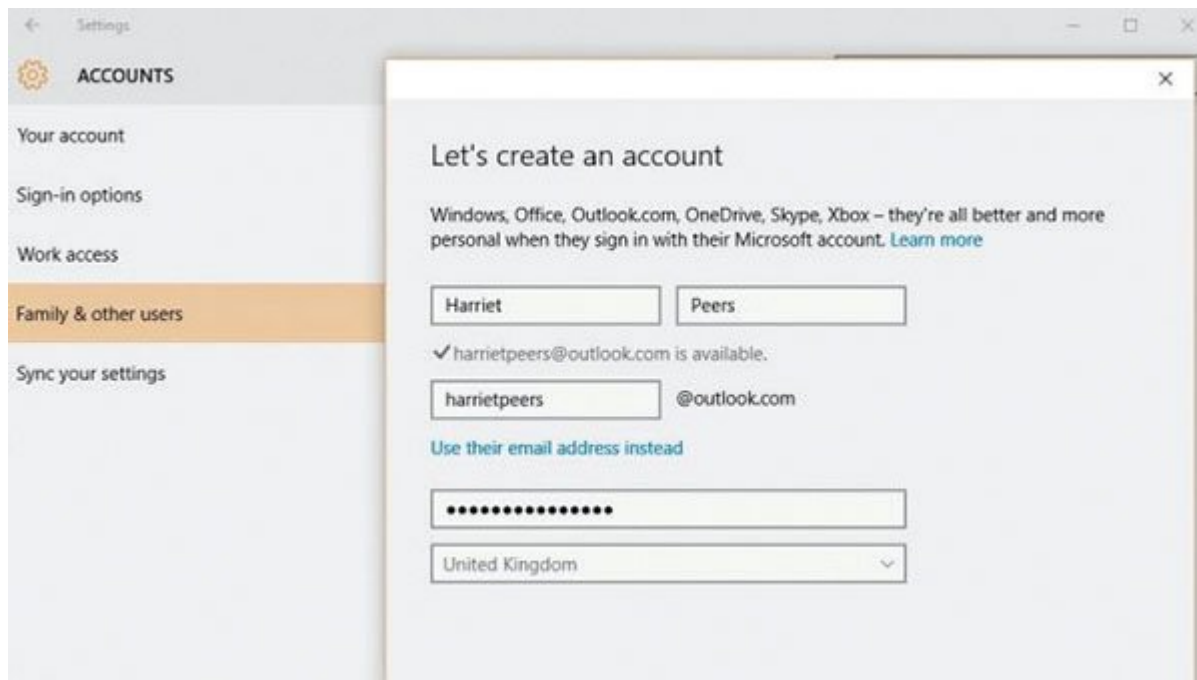 Settings
ACCOUNTS
Your account
Sign-in options
Work access
Family & other users
Sync your settings
Let's create an account
Windows, Office, Outlook.com, OneDrive, Skype, Xbox – they're all better and more
personal when they sign in with their Microsoft account. Learn more
Harriet Peers
harrietpeers@outlook.com is available.
harrietpeers @outlook.com
Use their email address instead
United Kingdom